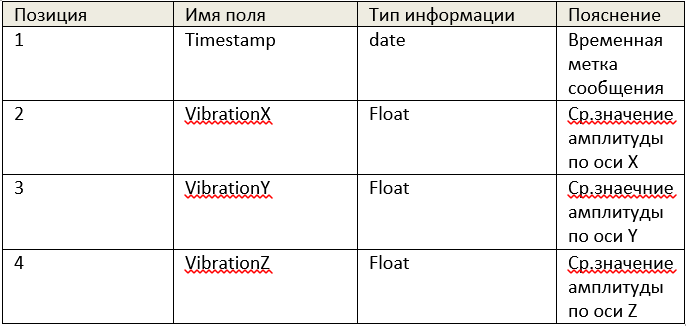 Позиция Имя поля Тип информации Пояснение
1 Timestamp date Временная
метка
сообщения
2 VibrationX Float Ср.значение
амплитуды
по оси X
3 VibrationY Float Ср.знаечние
амплитуды
по оси Y
4 VibrationZ Float Ср.значение
амплитуды
по оси Z